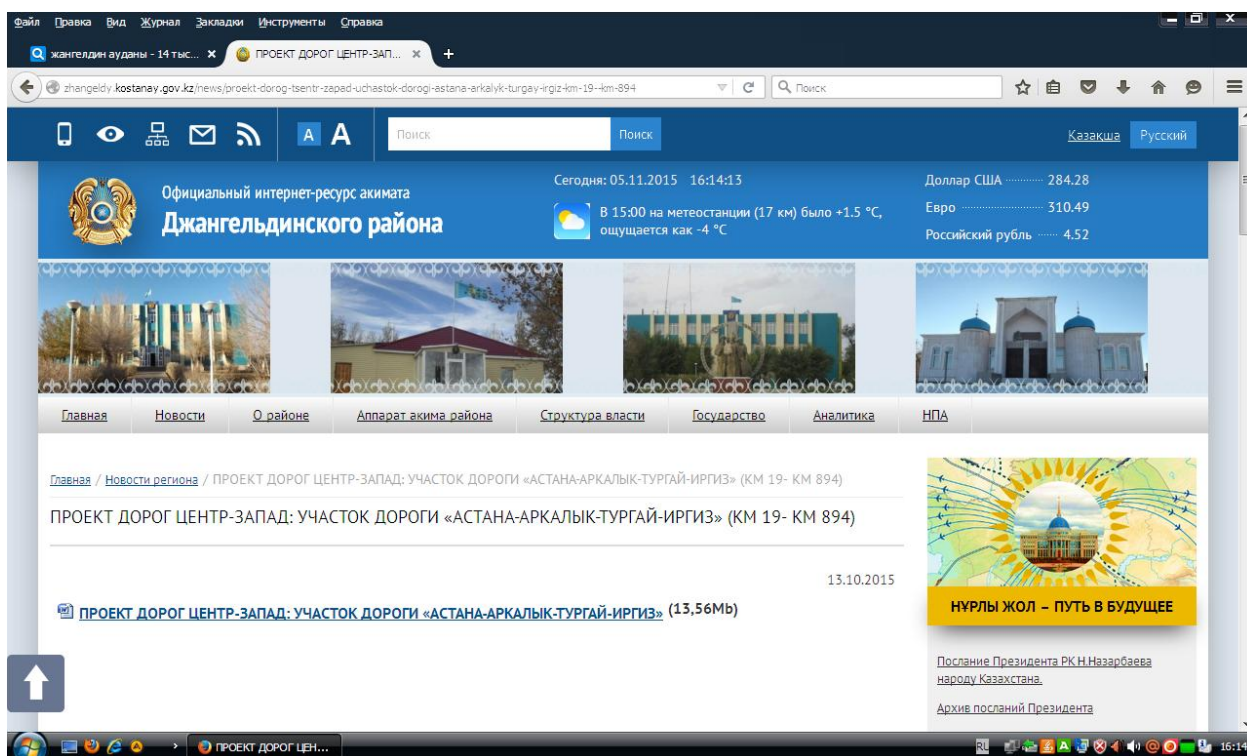 Файл Правка Вид Журнал Закладки Инструменты Справка
жангелдин ауданы - 14 тыс...
ПРОЕКТ ДОРОГ ЦЕНТР-ЗАП...
zhangeldy.kostanay.gov.kz/news/proekt-dorog-tsentr-zapad-uchastok-dorogi-astana-arkalyk-turgay-irgiz-km-19--km-894
Поиск
A A
Поиск
Поиск
Казақша
Русский
Официальный интернет-ресурс акимата
Джангельдинского района
Сегодня: 05.11.2015 16:14:13
В 15:00 на метеостанции (17 км) было +1.5 °C,
ощущается как -4 °C
Доллар США 284.28
Евро 310.49
Российский рубль 4.52
Главная Новости О районе Аппарат акима района Структура власти Государство Аналитика НПА
Главная / Новости региона / ПРОЕКТ ДОРОГ ЦЕНТР-ЗАПАД: УЧАСТОК ДОРОГИ «АСТАНА-АРКАЛЫК-ТУРГАЙ-ИРГИЗ» (КМ 19- КМ 894)
ПРОЕКТ ДОРОГ ЦЕНТР-ЗАПАД: УЧАСТОК ДОРОГИ «АСТАНА-АРКАЛЫК-ТУРГАЙ-ИРГИЗ» (КМ 19- КМ 894)
13.10.2015
ПРОЕКТ ДОРОГ ЦЕНТР-ЗАПАД: УЧАСТОК ДОРОГИ «АСТАНА-АРКАЛЫК-ТУРГАЙ-ИРГИЗ» (13,56Mb)
НҰРЛЫ ЖОЛ – ПУТЬ В БУДУЩЕЕ
Послание Президента РК Н.Назарбаева
народу Казахстана.
Архив посланий Президента
ПРОЕКТ ДОРОГ ЦЕН...
RU
16:14